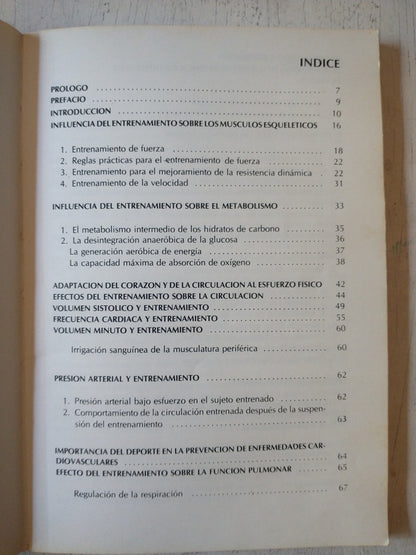 INDICE
PROLOGO 7
PREFACIO 9
INTRODUCCION 10
INFLUENCIA DEL ENTRENAMIENTO SOBRE LOS MUSCULOS ESQUELETICOS 16
1. Entrenamiento de fuerza 18
2. Reglas prácticas para el entrenamiento de fuerza 22
3. Entrenamiento para el mejoramiento de la resistencia dinámica 22
4. Entrenamiento de la velocidad 31
INFLUENCIA DEL ENTRENAMIENTO SOBRE EL METABOLISMO 33
1. El metabolismo intermedio de los hidratos de carbono 35
2. La desintegración anaeróbica de la glucosa 36
La generación aeróbica de energía 37
La capacidad máxima de absorción de oxígeno 38
ADAPTACION DEL CORAZON Y DE LA CIRCULACION AL ESFUERZO FISICO 42
EFECTOS DEL ENTRENAMIENTO SOBRE LA CIRCULACION 44
VOLUMEN SISTOLICO Y ENTRENAMIENTO 49
FRECUENCIA CARDIACA Y ENTRENAMIENTO 55
VOLUMEN MINUTO Y ENTRENAMIENTO 60
Irrigación sanguínea de la musculatura periférica 60
PRESION ARTERIAL Y ENTRENAMIENTO 62
1. Presión arterial bajo esfuerzo en el sujeto entrenado 62
2. Comportamiento de la circulación entrenada después de la suspen-
sión del entrenamiento 63
IMPORTANCIA DEL DEPORTE EN LA PREVENCION DE ENFERMEDADES CAR-
DIOVASCULARES 64
EFECTO DEL ENTRENAMIENTO SOBRE LA FUNCION PULMONAR 65
Regulación de la respiración 67